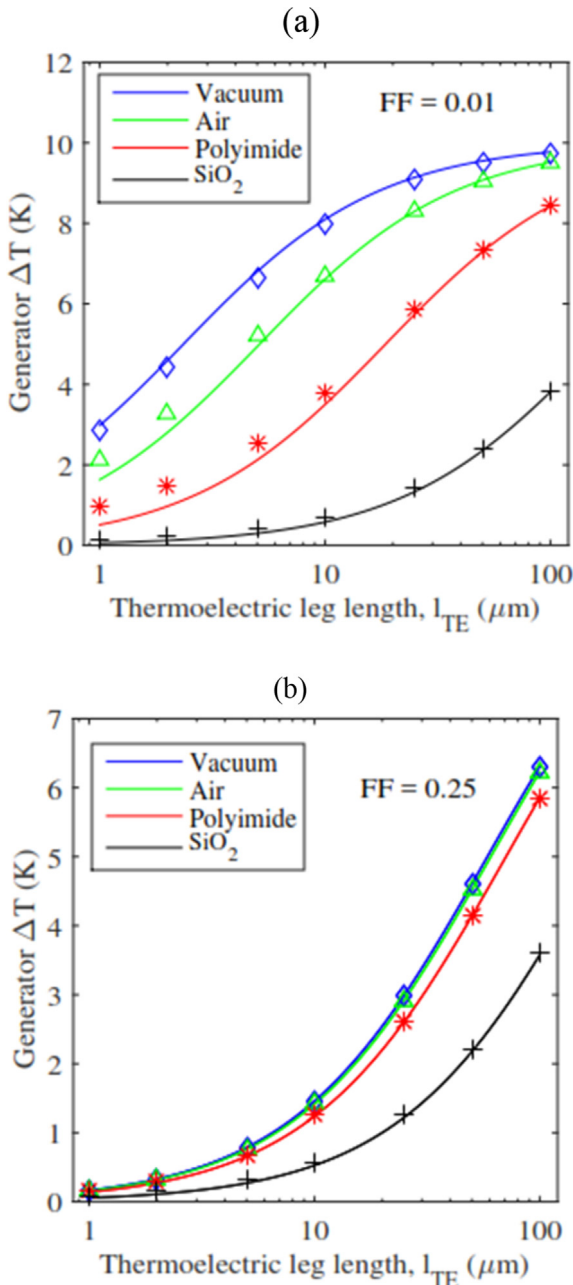 (a)
12
10
8
6
4
2
0
Generator ΔT (K)
Vacuum
Air
Polyimide
SiO₂
FF = 0.01
1
10
100
Thermoelectric leg length, l_TE (μm)
(b)
7
6
5
4
3
2
1
0
Generator ΔT (K)
Vacuum
Air
Polyimide
SiO₂
FF = 0.25
1
10
100
Thermoelectric leg length, l_TE (μm)